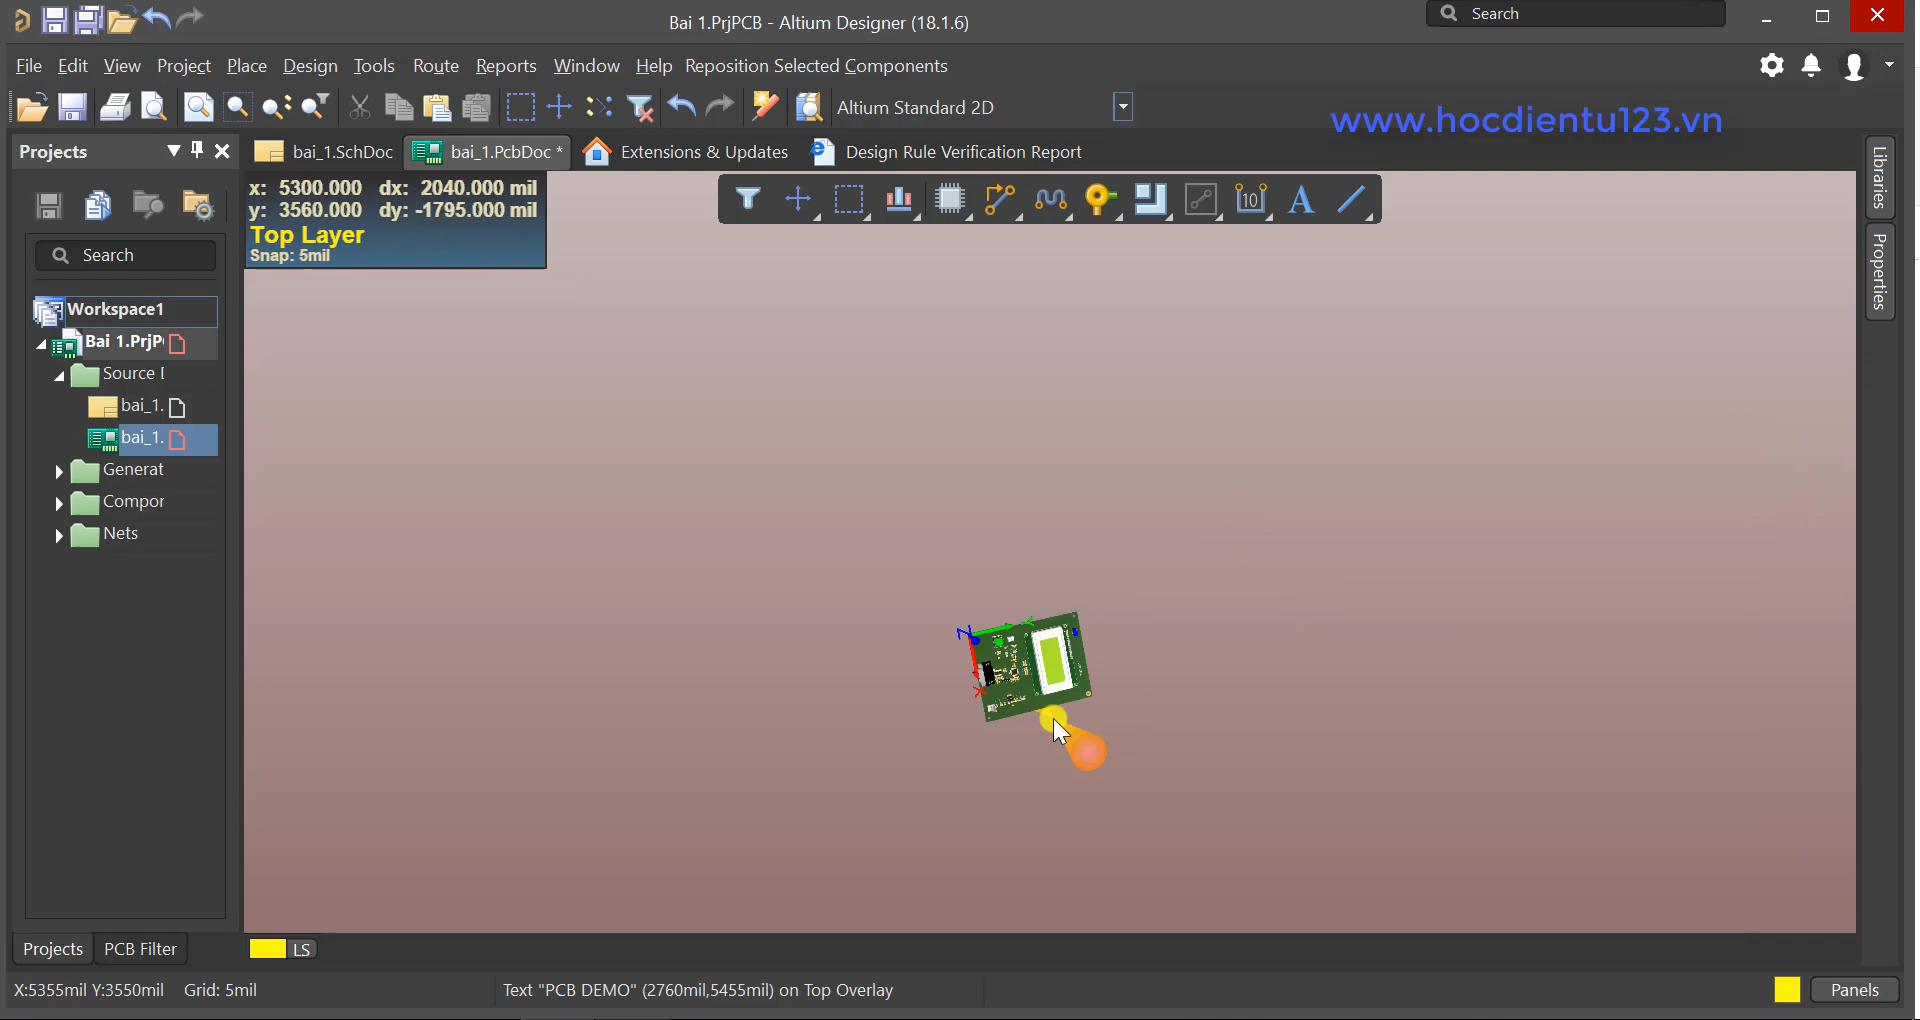 Bai 1.PrjPCB - Altium Designer (18.1.6)
Search
File Edit View Project Place Design Tools Route Reports Window Help Reposition Selected Components
Altium Standard 2D
www.hocdientu123.vn
Projects
bai_1.SchDoc
bai_1.PcbDoc *
Extensions & Updates
Design Rule Verification Report
x: 5300.000 dx: 2040.000 mil
y: 3560.000 dy: -1795.000 mil
Top Layer
Snap: 5mil
10
A
Libraries
Properties
Search
Workspace1
Bai 1.PrjP
Source
bai_1.
bai_1.
Generat
Compor
Nets
Projects
PCB Filter
LS
X:5355mil Y:3550mil Grid: 5mil
Text "PCB DEMO" (2760mil,5455mil) on Top Overlay
Panels